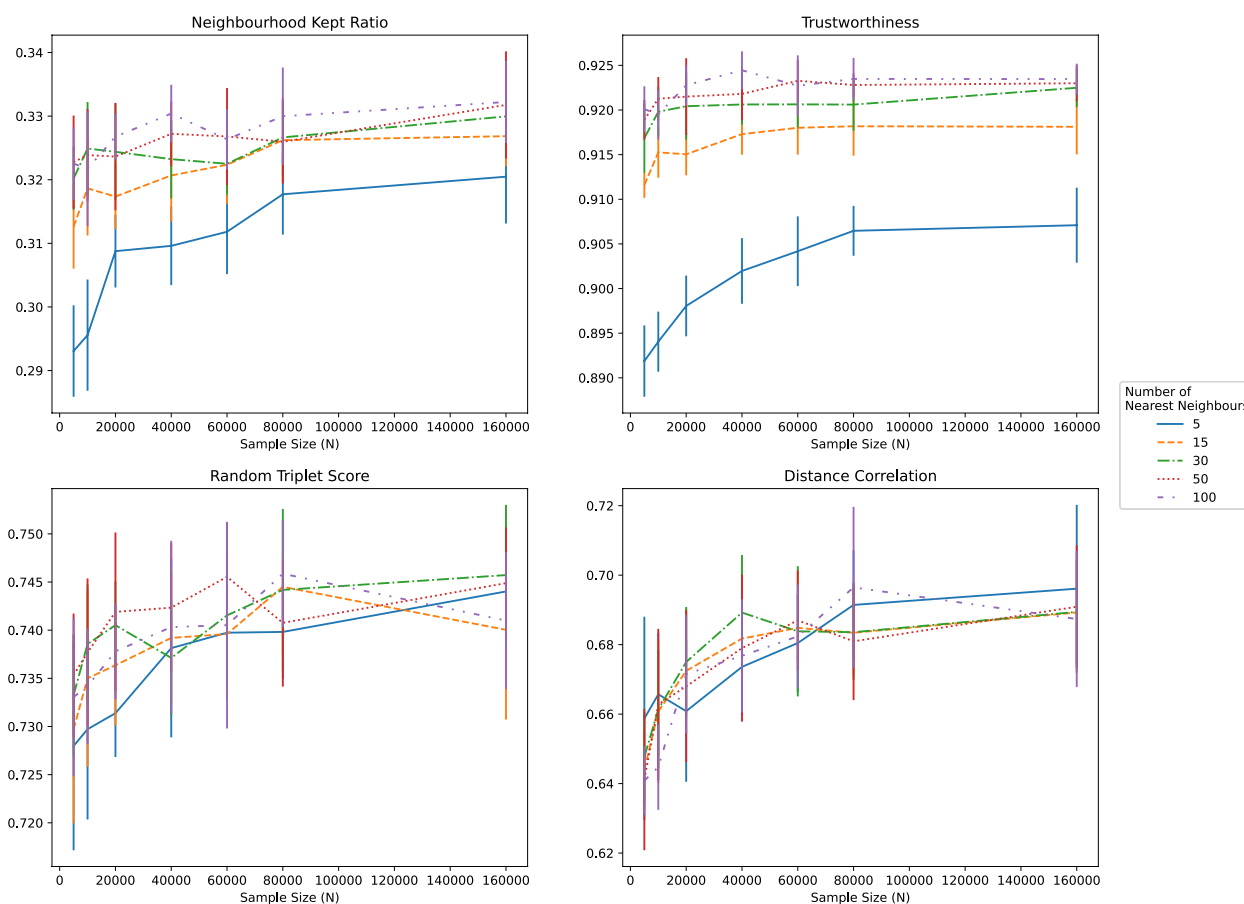 Neighbourhood Kept Ratio
0.34
0.33
0.32
0.31
0.30
0.29
0 20000 40000 60000 80000 100000 120000 140000 160000
Sample Size (N)
Trustworthiness
0.925
0.920
0.915
0.910
0.905
0.900
0.895
0.890
0 20000 40000 60000 80000 100000 120000 140000 160000
Sample Size (N)
Number of
Nearest Neighbours
5
15
30
50
100
Random Triplet Score
0.750
0.745
0.740
0.735
0.730
0.725
0.720
0 20000 40000 60000 80000 100000 120000 140000 160000
Sample Size (N)
Distance Correlation
0.72
0.70
0.68
0.66
0.64
0.62
0 20000 40000 60000 80000 100000 120000 140000 160000
Sample Size (N)